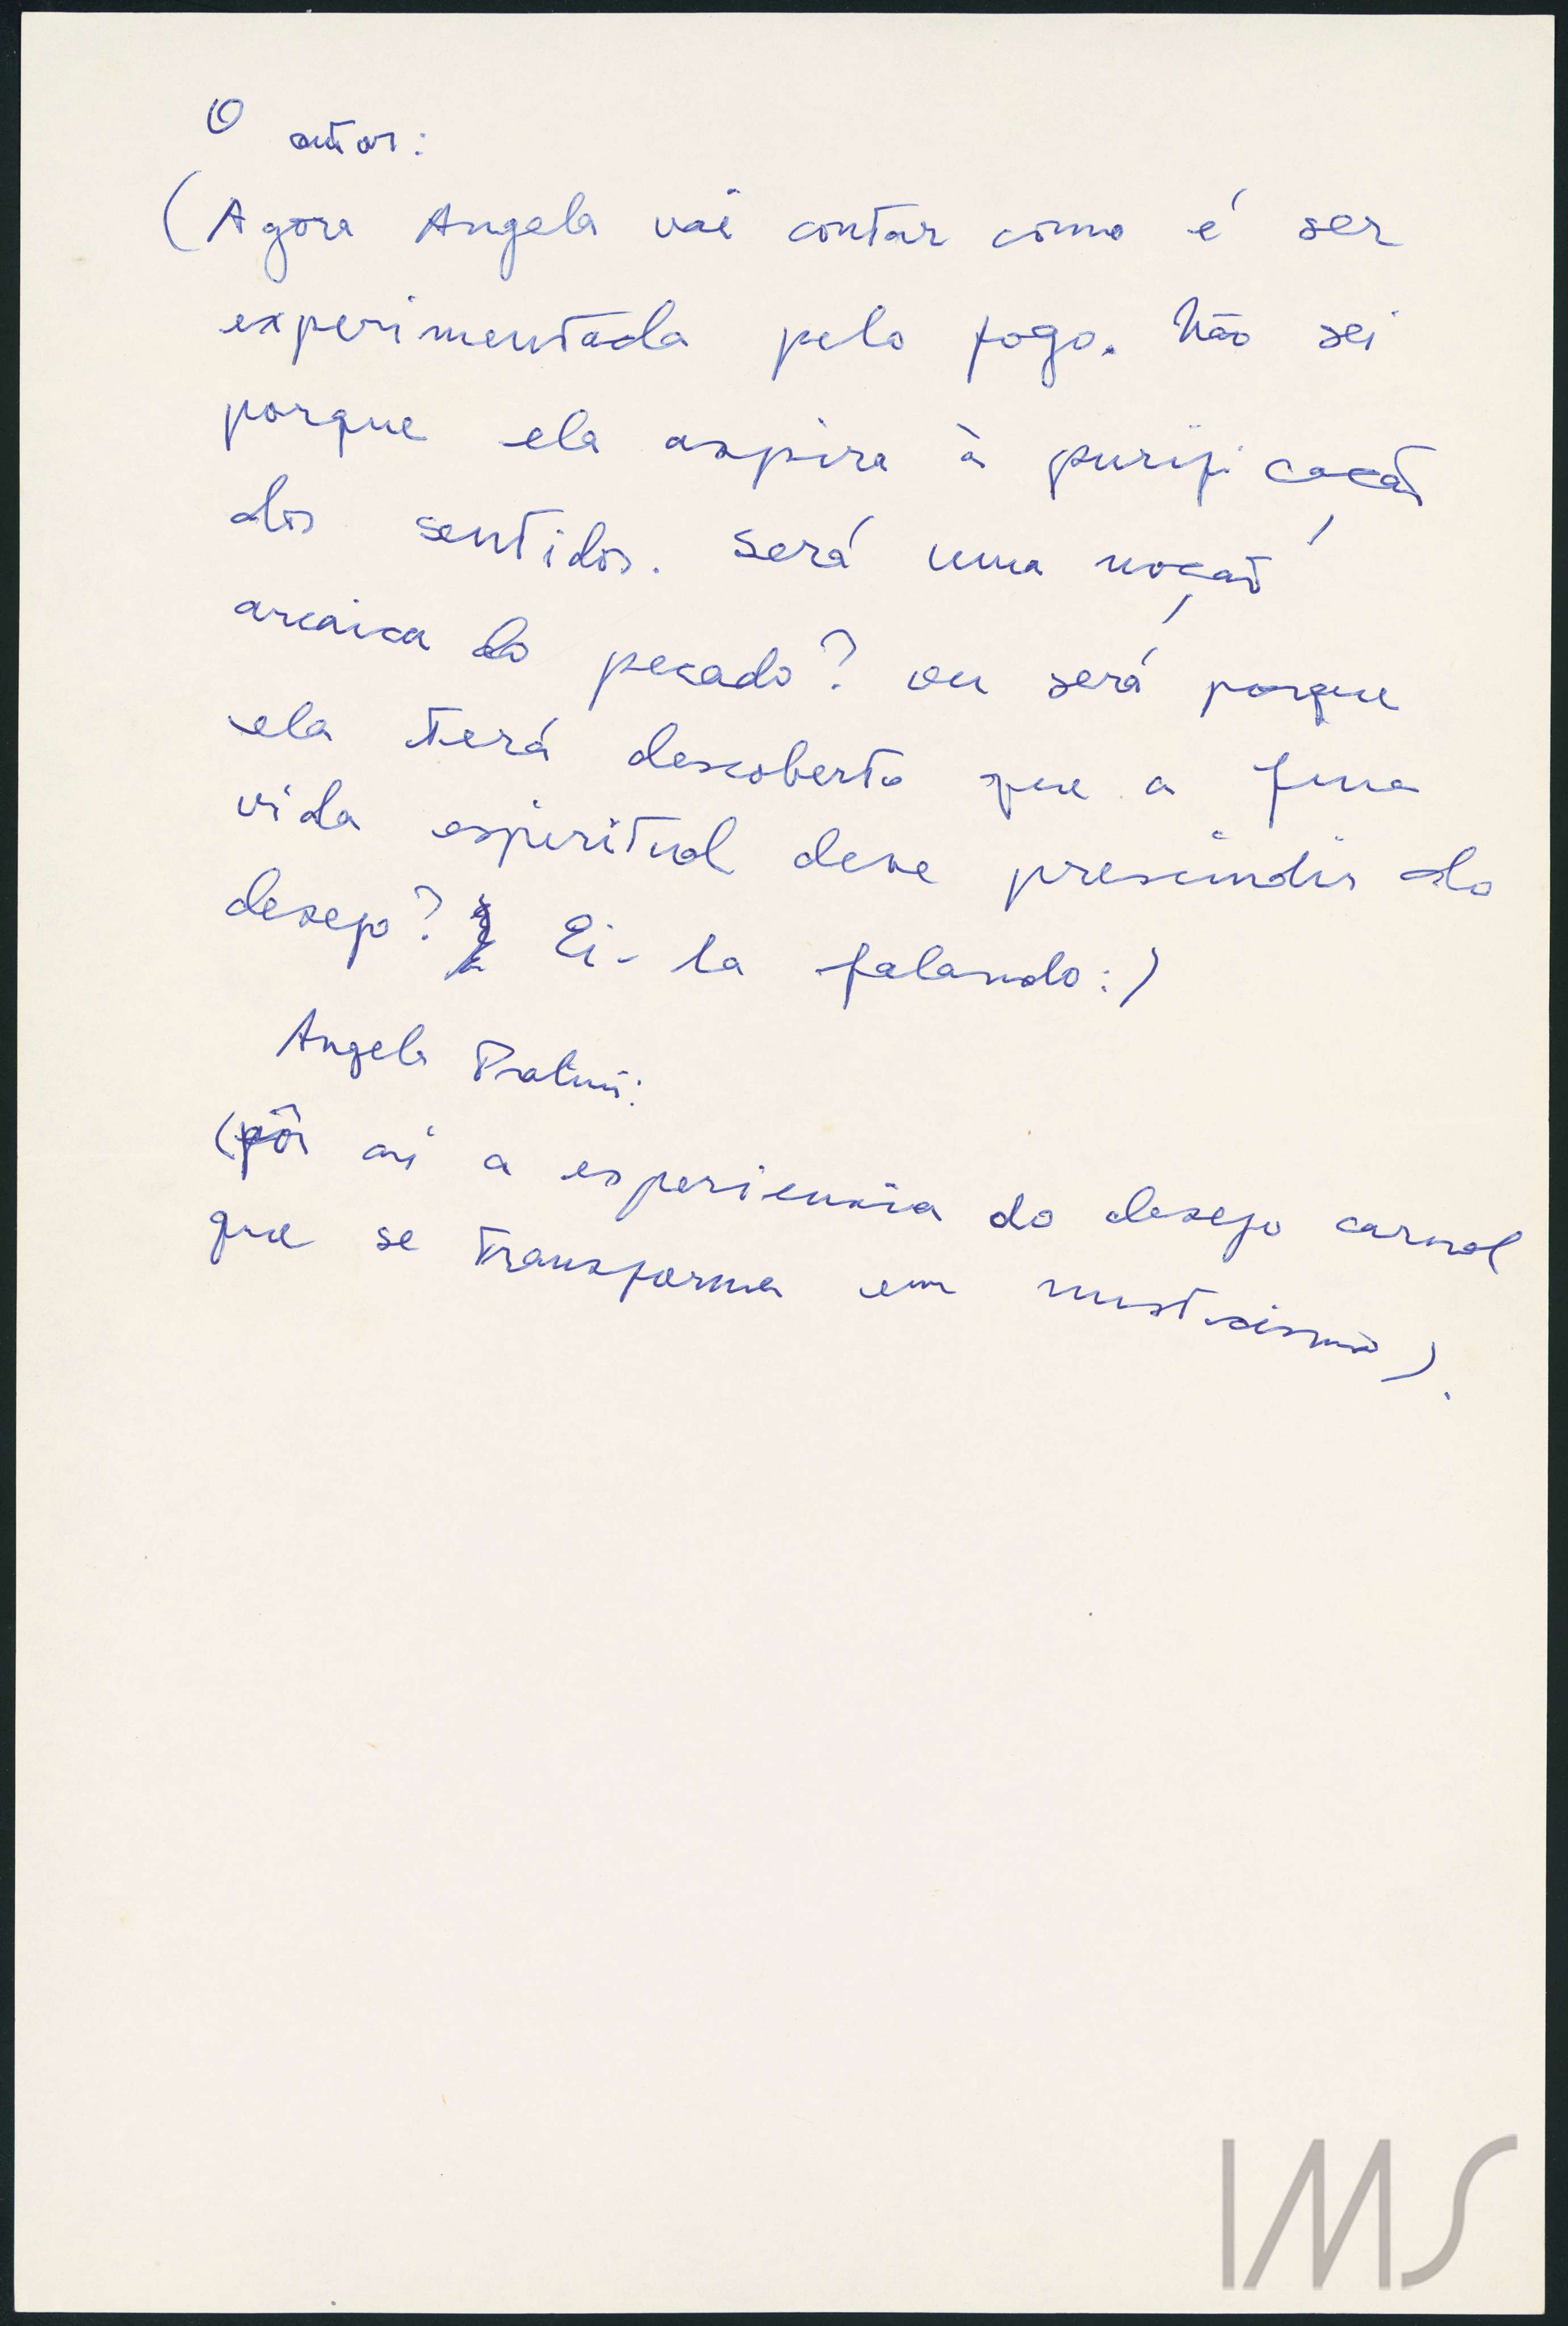 O autor:
(Agora Angela vai contar como é ser
experimentada pelo fogo. Não sei
porque ela aspira à purificação
dos sentidos. Será uma noção
arcaica do pecado? ou será porque
ela terá descoberto que a fina
vida espiritual deve prescindir do
desejo? Ei-la falando:)
Angela Pralini:
(pôr aí a experiencia do desejo carnal
que se transforma em misticismo).
IMS